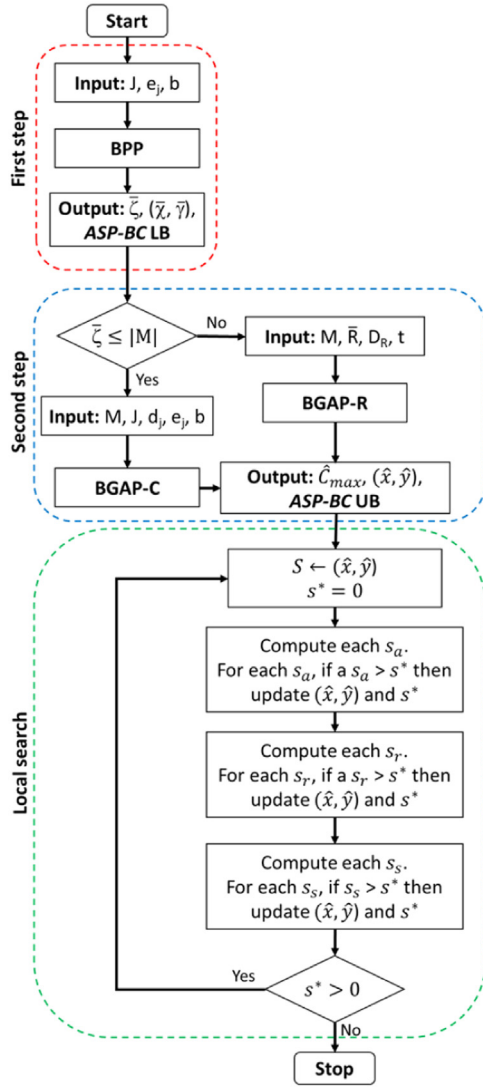 Start
First step
Input: J, e_j, b
BPP
Output: ζ̄, (χ̄, γ̄),
ASP-BC LB
Second step
ζ̄ ≤ |M|
No
Input: M, R̄, D_R, t
Yes
Input: M, J, d_j, e_j, b
BGAP-R
BGAP-C
Output: Ĉ_max, (x̂, ŷ),
ASP-BC UB
Local search
S ← (x̂, ŷ)
s* = 0
Compute each s_a.
For each s_a, if a s_a > s* then
update (x̂, ŷ) and s*
Compute each s_r.
For each s_r, if a s_r > s* then
update (x̂, ŷ) and s*
Compute each s_s.
For each s_s, if s_s > s* then
update (x̂, ŷ) and s*
Yes
s* > 0
No
Stop